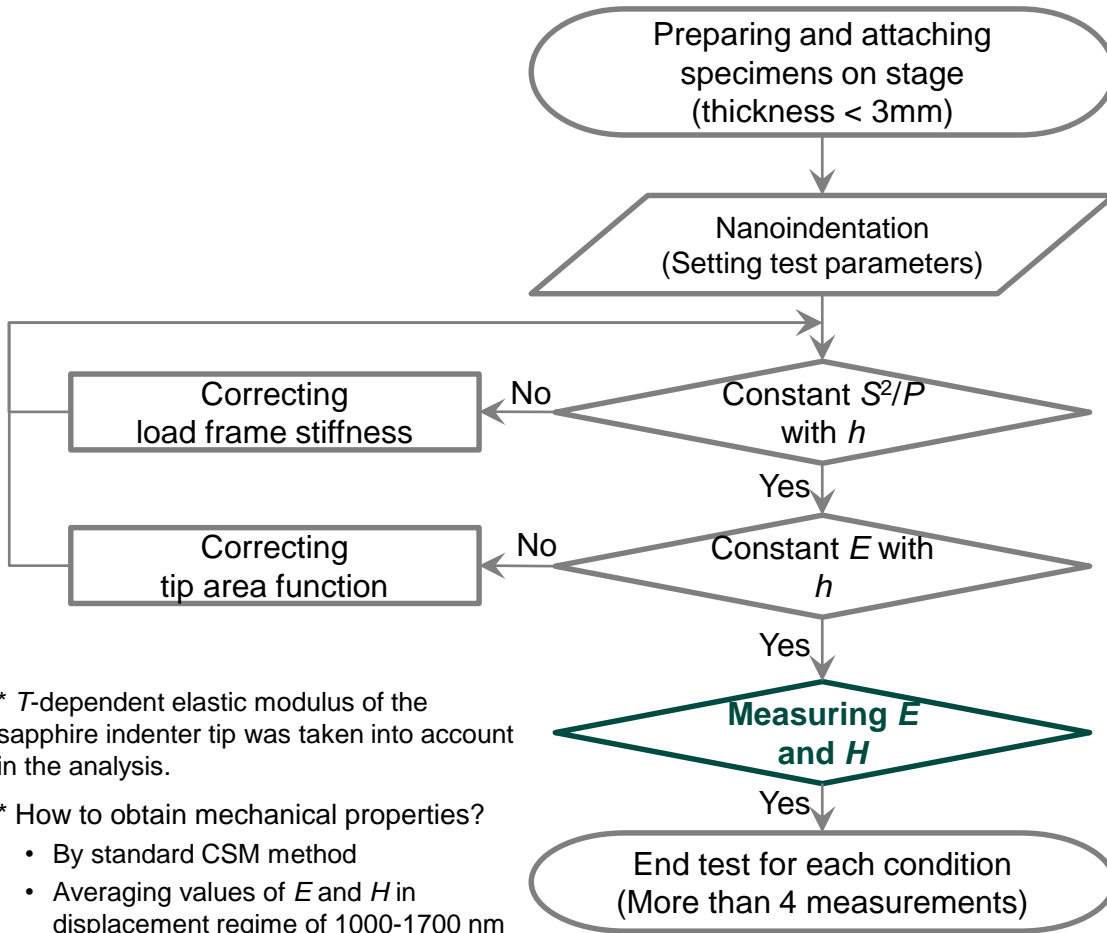 Preparing and attaching
specimens on stage
(thickness < 3mm)
Nanoindentation
(Setting test parameters)
Correcting
load frame stiffness
No
Constant S²/P
with h
Yes
Correcting
tip area function
No
Constant E with
h
Yes
* T-dependent elastic modulus of the
sapphire indenter tip was taken into account
in the analysis.
Measuring E
and H
Yes
* How to obtain mechanical properties?
• By standard CSM method
• Averaging values of E and H in
displacement regime of 1000-1700 nm
End test for each condition
(More than 4 measurements)